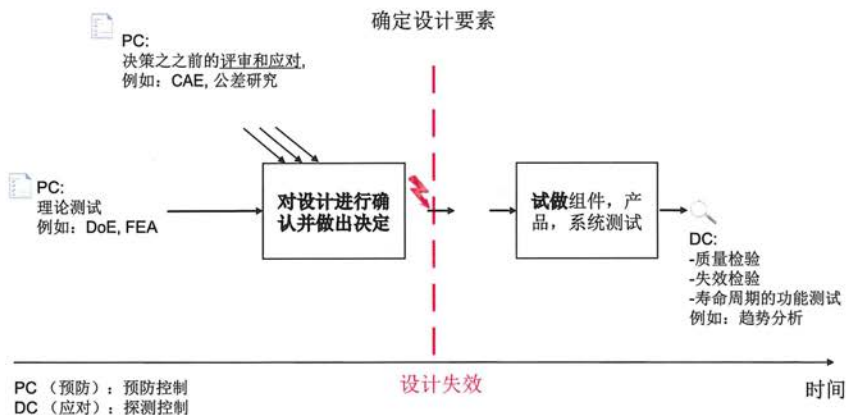 确定设计要素
PC:
决策之之前的评审和应对,
例如：CAE, 公差研究
PC:
理论测试
例如：DoE, FEA
对设计进行确
认并做出决定
试做组件，产
品，系统测试
DC:
-质量检验
-失效检验
-寿命周期的功能测试
例如：趋势分析
设计失效
时间
PC （预防）：预防控制
DC （应对）：探测控制